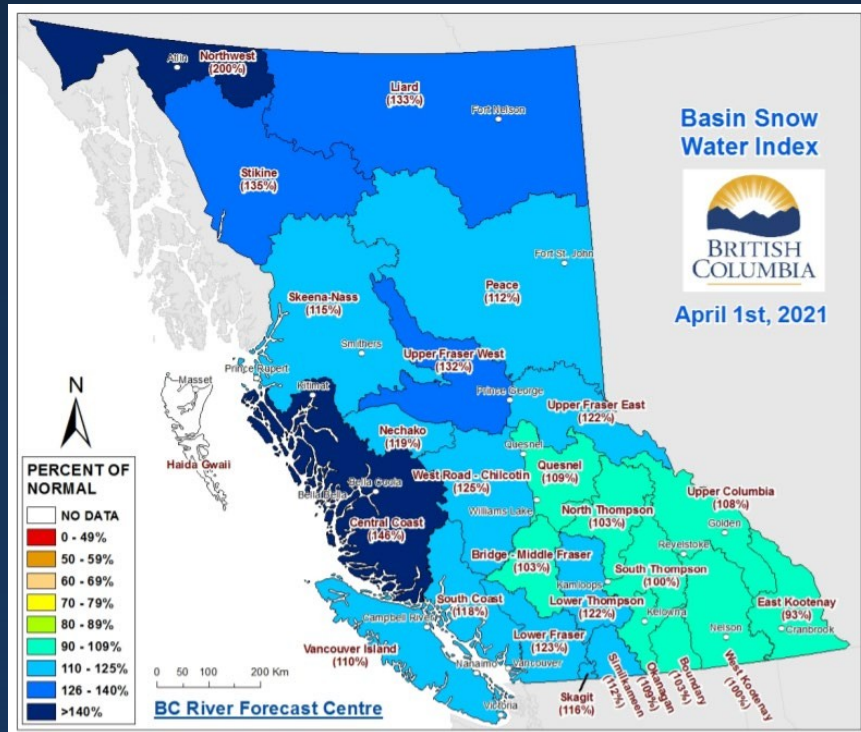 Basin Snow
Water Index
BRITISH
COLUMBIA
April 1st, 2021
Atlin
Northwest
(200%)
Liard
(133%)
Fort Nelson
Stikine
(135%)
Fort St. John
Peace
(112%)
Skeena-Nass
(115%)
Smithers
Upper Fraser West
(132%)
Prince Rupert
Masset
Kitimat
Prince George
Upper Fraser East
(122%)
Nechako
(119%)
Haida Gwaii
Quesnel
Quesnel
(109%)
West Road - Chilcotin
(125%)
Bella Coola
Bella Bella
Williams Lake
Upper Columbia
(108%)
North Thompson
(103%)
Golden
Central Coast
(146%)
Revelstoke
Bridge - Middle Fraser
(103%)
South Thompson
(100%)
Kamloops
South Coast
(118%)
Lower Thompson
(122%)
East Kootenay
(93%)
Campbell River
Kelowna
Nelson
Cranbrook
Vancouver Island
(110%)
Lower Fraser
(123%)
Nanaimo
Vancouver
Victoria
Skagit
(116%)
Similkameen
(112%)
Okanagan
(109%)
Boundary
(103%)
West Kootenay
(100%)
N
PERCENT OF
NORMAL
NO DATA
0 - 49%
50 - 59%
60 - 69%
70 - 79%
80 - 89%
90 - 109%
110 - 125%
126 - 140%
>140%
0 50 100 200 Km
BC River Forecast Centre